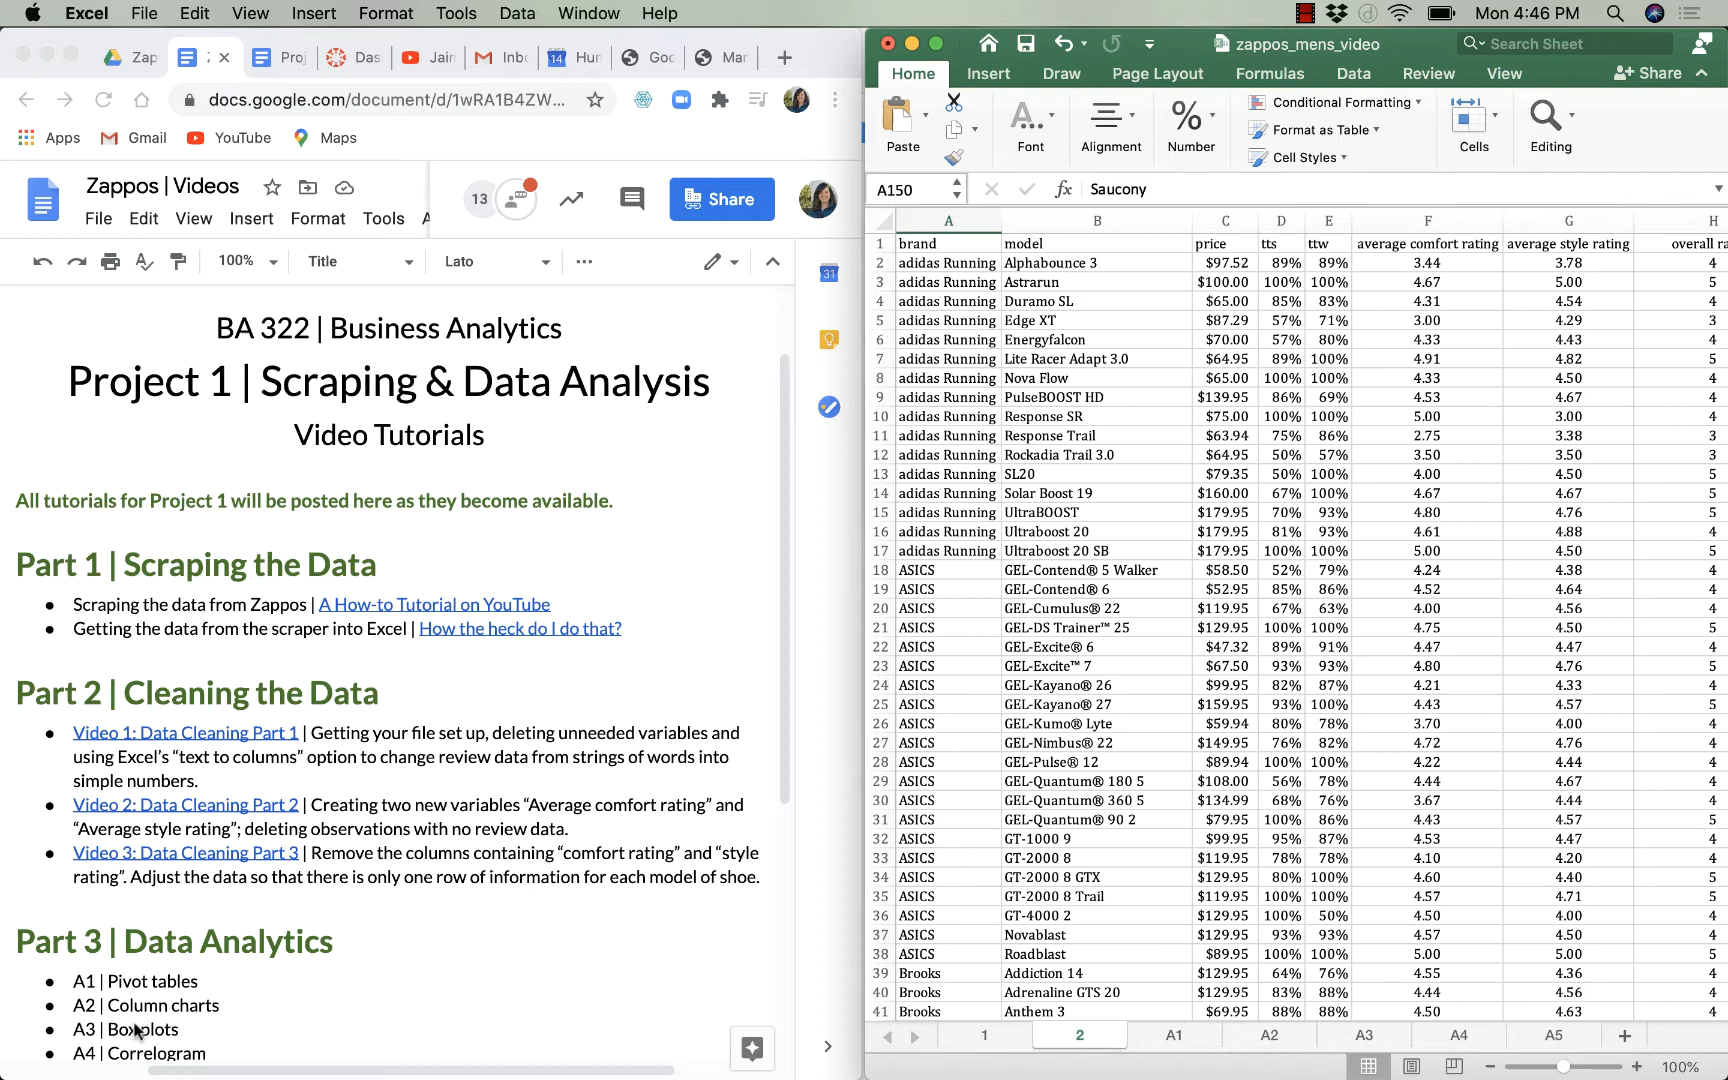 Excel File Edit View Insert Format Tools Data Window Help
Mon 4:46 PM
Zap
Proj
Das
Jain
Inbo
14 Hun
Goo
Mar
docs.google.com/document/d/1wRA1B4ZW...
Apps Gmail YouTube Maps
Zappos | Videos
File Edit View Insert Format Tools
13
Share
100% Title Lato
31
BA 322 | Business Analytics
Project 1 | Scraping & Data Analysis
Video Tutorials
All tutorials for Project 1 will be posted here as they become available.
Part 1 | Scraping the Data
Scraping the data from Zappos | A How-to Tutorial on YouTube
Getting the data from the scraper into Excel | How the heck do I do that?
Part 2 | Cleaning the Data
Video 1: Data Cleaning Part 1 | Getting your file set up, deleting unneeded variables and
using Excel's “text to columns” option to change review data from strings of words into
simple numbers.
Video 2: Data Cleaning Part 2 | Creating two new variables “Average comfort rating” and
“Average style rating”; deleting observations with no review data.
Video 3: Data Cleaning Part 3 | Remove the columns containing “comfort rating” and “style
rating”. Adjust the data so that there is only one row of information for each model of shoe.
Part 3 | Data Analytics
A1 | Pivot tables
A2 | Column charts
A3 | Boxplots
A4 | Correlogram
zappos_mens_video
Search Sheet
Home Insert Draw Page Layout Formulas Data Review View Share
Paste Font Alignment Number
Conditional Formatting
Format as Table
Cell Styles
Cells Editing
A150 fx Saucony
A B C D E F G H
1 brand model price tts ttw average comfort rating average style rating overall ra
2 adidas Running Alphabounce 3 $97.52 89% 89% 3.44 3.78 4
3 adidas Running Astrarun $100.00 100% 100% 4.67 5.00 5
4 adidas Running Duramo SL $65.00 85% 83% 4.31 4.54 4
5 adidas Running Edge XT $87.29 57% 71% 3.00 4.29 3
6 adidas Running Energyfalcon $70.00 57% 80% 4.33 4.43 4
7 adidas Running Lite Racer Adapt 3.0 $64.95 89% 100% 4.91 4.82 5
8 adidas Running Nova Flow $65.00 100% 100% 4.33 4.50 4
9 adidas Running PulseBOOST HD $139.95 86% 69% 4.53 4.67 4
10 adidas Running Response SR $75.00 100% 100% 5.00 3.00 4
11 adidas Running Response Trail $63.94 75% 86% 2.75 3.38 3
12 adidas Running Rockadia Trail 3.0 $64.95 50% 57% 3.50 3.50 3
13 adidas Running SL20 $79.35 50% 100% 4.00 4.50 5
14 adidas Running Solar Boost 19 $160.00 67% 100% 4.67 4.67 5
15 adidas Running UltraBOOST $179.95 70% 93% 4.80 4.76 5
16 adidas Running Ultraboost 20 $179.95 81% 93% 4.61 4.88 4
17 adidas Running Ultraboost 20 SB $179.95 100% 100% 5.00 4.50 5
18 ASICS GEL-Contend® 5 Walker $58.50 52% 79% 4.24 4.38 4
19 ASICS GEL-Contend® 6 $52.95 85% 86% 4.52 4.64 4
20 ASICS GEL-Cumulus® 22 $119.95 67% 63% 4.00 4.56 4
21 ASICS GEL-DS Trainer™ 25 $129.95 100% 100% 4.75 4.50 5
22 ASICS GEL-Excite® 6 $47.32 89% 91% 4.47 4.47 4
23 ASICS GEL-Excite™ 7 $67.50 93% 93% 4.80 4.76 5
24 ASICS GEL-Kayano® 26 $99.95 82% 87% 4.21 4.33 4
25 ASICS GEL-Kayano® 27 $159.95 93% 100% 4.43 4.57 5
26 ASICS GEL-Kumo® Lyte $59.94 80% 78% 3.70 4.00 4
27 ASICS GEL-Nimbus® 22 $149.95 76% 82% 4.72 4.76 4
28 ASICS GEL-Pulse® 12 $89.94 100% 100% 4.22 4.44 4
29 ASICS GEL-Quantum® 180 5 $108.00 56% 78% 4.44 4.67 4
30 ASICS GEL-Quantum® 360 5 $134.99 68% 76% 3.67 4.44 4
31 ASICS GEL-Quantum® 90 2 $79.95 100% 86% 4.43 4.57 5
32 ASICS GT-1000 9 $99.95 95% 87% 4.53 4.47 4
33 ASICS GT-2000 8 $119.95 78% 78% 4.10 4.20 4
34 ASICS GT-2000 8 GTX $129.95 80% 100% 4.60 4.40 5
35 ASICS GT-2000 8 Trail $119.95 100% 100% 4.57 4.71 5
36 ASICS GT-4000 2 $129.95 100% 50% 4.50 4.00 4
37 ASICS Novablast $129.95 93% 93% 4.57 4.50 4
38 ASICS Roadblast $89.95 100% 100% 5.00 5.00 5
39 Brooks Addiction 14 $129.95 64% 76% 4.55 4.36 4
40 Brooks Adrenaline GTS 20 $129.95 83% 88% 4.44 4.56 4
41 Brooks Anthem 3 $69.95 88% 88% 4.50 4.63 4
1 2 A1 A2 A3 A4 A5
100%